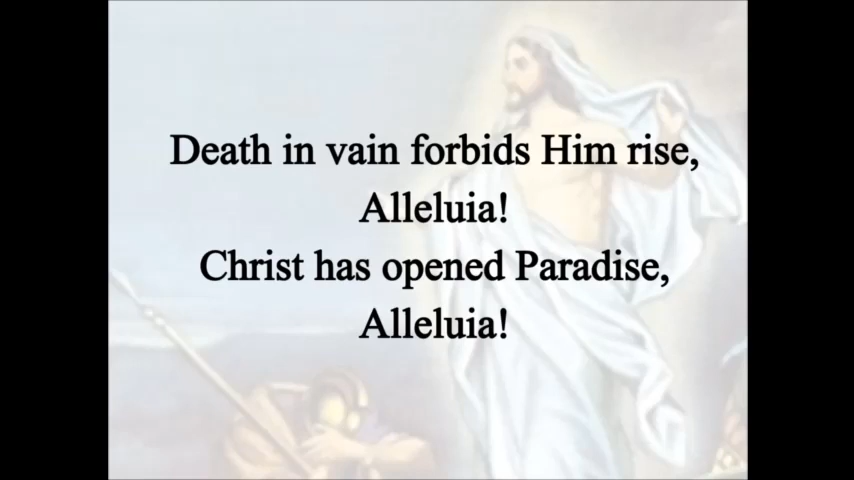 Death in vain forbids Him rise,
Alleluia!
Christ has opened Paradise,
Alleluia!